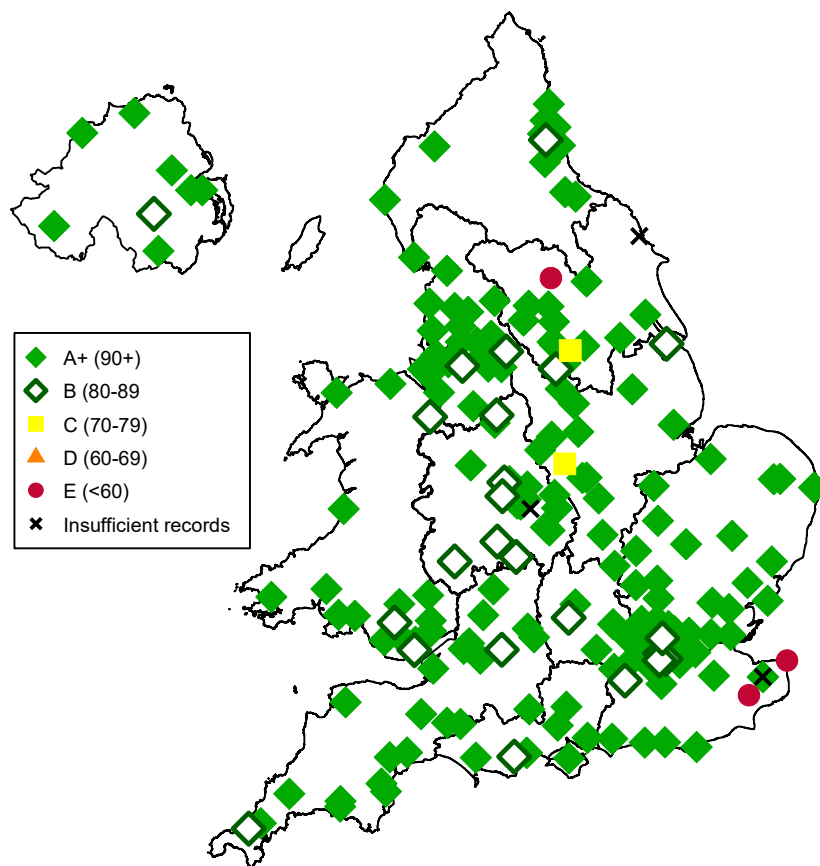 A+ (90+)
B (80-89
C (70-79)
D (60-69)
E (<60)
Insufficient records